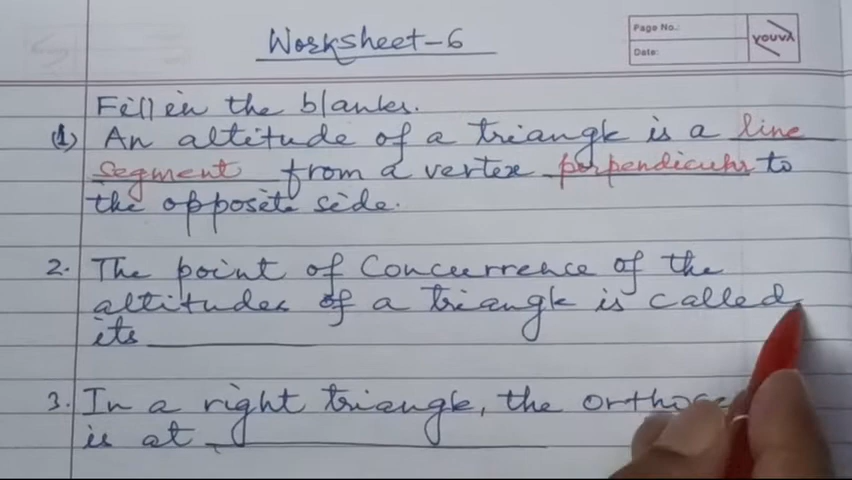 Worksheet-6
Page No.:
Date:
youva
Fill in the blanks.
(1) An altitude of a triangle is a line
segment from a vertex perpendicular to
the opposite side.
2. The point of Concurrence of the
altitudes of a triangle is called
its
3. In a right triangle, the
is at